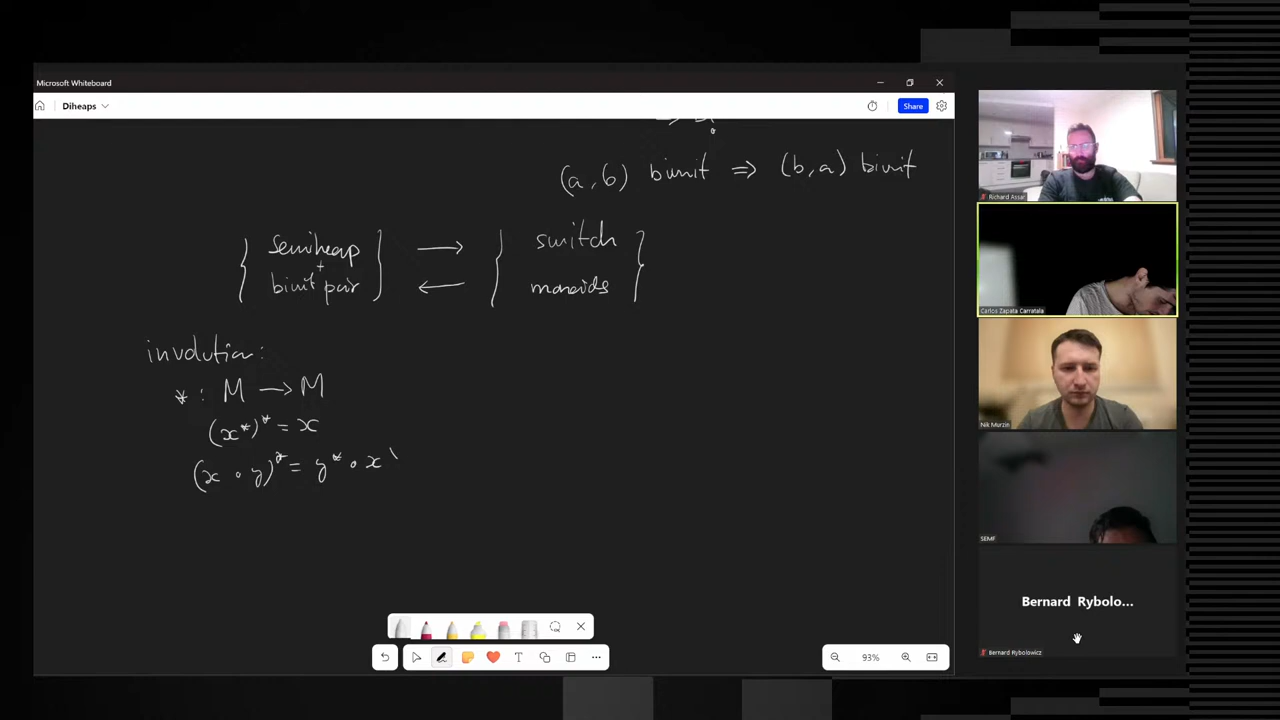 Microsoft Whiteboard
Diheaps
Share
(a, b) biunit ⇒ (b, a) biunit
{ semiheap } → { switch }
+
{ biunit pair } ← { monoids }
involution:
* : M → M
(x*)* = x
(x ∘ y)* = y* ∘ x
93%
Richard Assar
Carlos Zapata Carratala
Nik Murzin
SEMF
Bernard Rybolo...
Bernard Rybolowicz